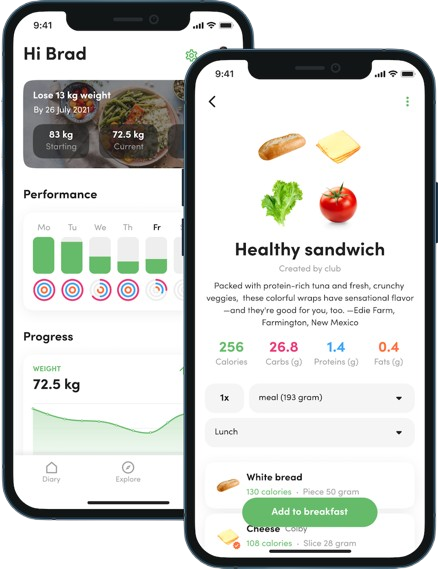 9:41
Hi Brad
Lose 13 kg weight
By 26 July 2021
83 kg
Starting
72.5 kg
Current
Performance
Mo Tu We Th Fr
Progress
WEIGHT
72.5 kg
Diary
Explore
9:41
Healthy sandwich
Created by club
Packed with protein-rich tuna and fresh, crunchy
veggies, these colorful wraps have sensational flavor
—and they're good for you, too. —Edie Farm,
Farmington, New Mexico
256 26.8 1.4 0.4
Calories Carbs (g) Proteins (g) Fats (g)
1x meal (193 gram)
Lunch
White bread
130 calories · Piece 50 gram
Add to breakfast
Cheese Colby
108 calories · Slice 28 gram